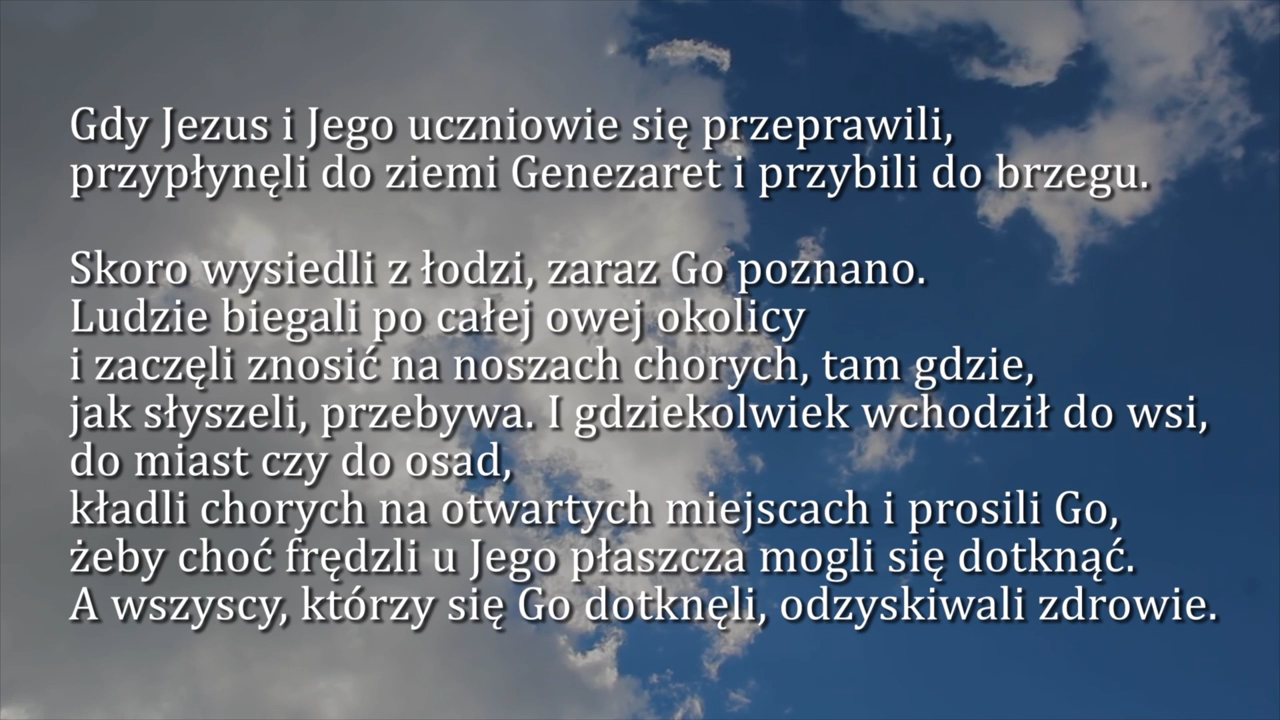 Gdy Jezus i Jego uczniowie się przeprawili,
przypłynęli do ziemi Genezaret i przybili do brzegu.
Skoro wysiedli z łodzi, zaraz Go poznano.
Ludzie biegali po całej owej okolicy
i zaczęli znosić na noszach chorych, tam gdzie,
jak słyszeli, przebywa. I gdziekolwiek wchodził do wsi,
do miast czy do osad,
kładli chorych na otwartych miejscach i prosili Go,
żeby choć frędzli u Jego płaszcza mogli się dotknąć.
A wszyscy, którzy się Go dotknęli, odzyskiwali zdrowie.